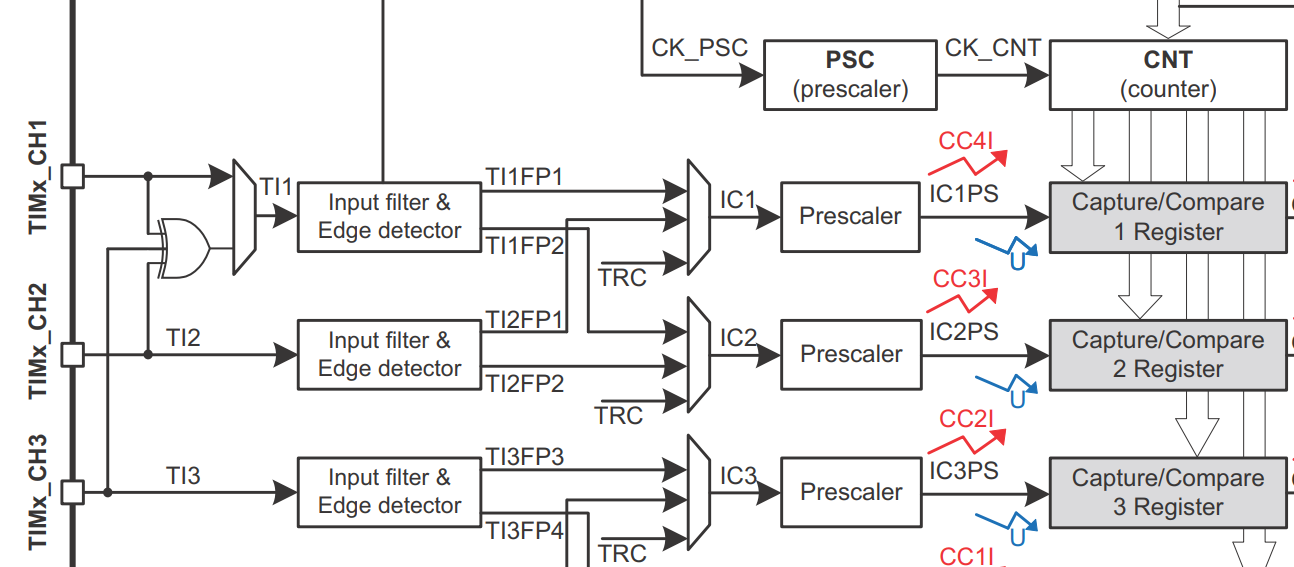 CK_PSC
PSC
(prescaler)
CK_CNT
CNT
(counter)
TIMx_CH1
TI1
Input filter &
Edge detector
TI1FP1
TI1FP2
TRC
IC1
Prescaler
CC4I
IC1PS
U
Capture/Compare
1 Register
TIMx_CH2
TI2
Input filter &
Edge detector
TI2FP1
TI2FP2
TRC
IC2
Prescaler
CC3I
IC2PS
U
Capture/Compare
2 Register
TIMx_CH3
TI3
Input filter &
Edge detector
TI3FP3
TI3FP4
TRC
IC3
Prescaler
CC2I
IC3PS
U
Capture/Compare
3 Register
CC1I